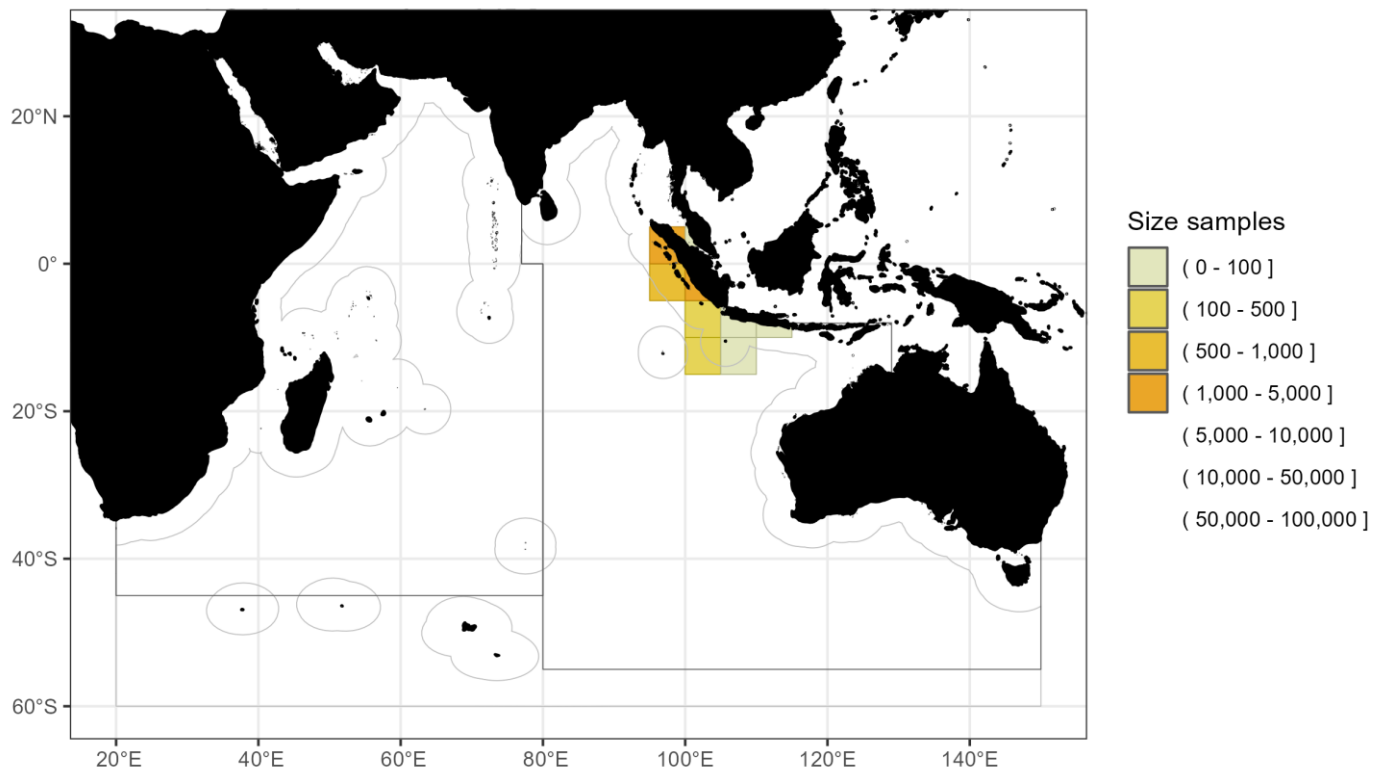 20°N
0°
20°S
40°S
60°S
20°E
40°E
60°E
80°E
100°E
120°E
140°E
Size samples
( 0 - 100 ]
( 100 - 500 ]
( 500 - 1,000 ]
( 1,000 - 5,000 ]
( 5,000 - 10,000 ]
( 10,000 - 50,000 ]
( 50,000 - 100,000 ]